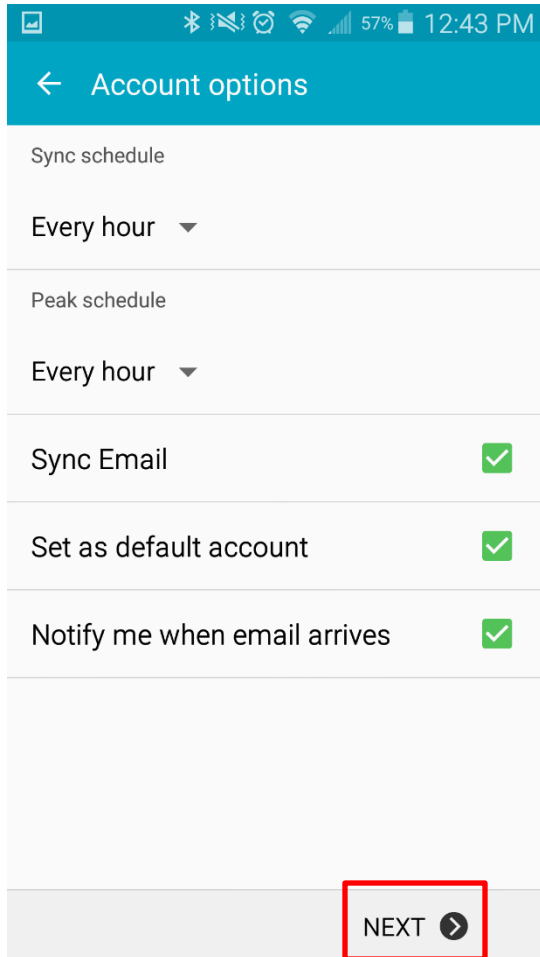 57% 12:43 PM
Account options
Sync schedule
Every hour
Peak schedule
Every hour
Sync Email
Set as default account
Notify me when email arrives
NEXT